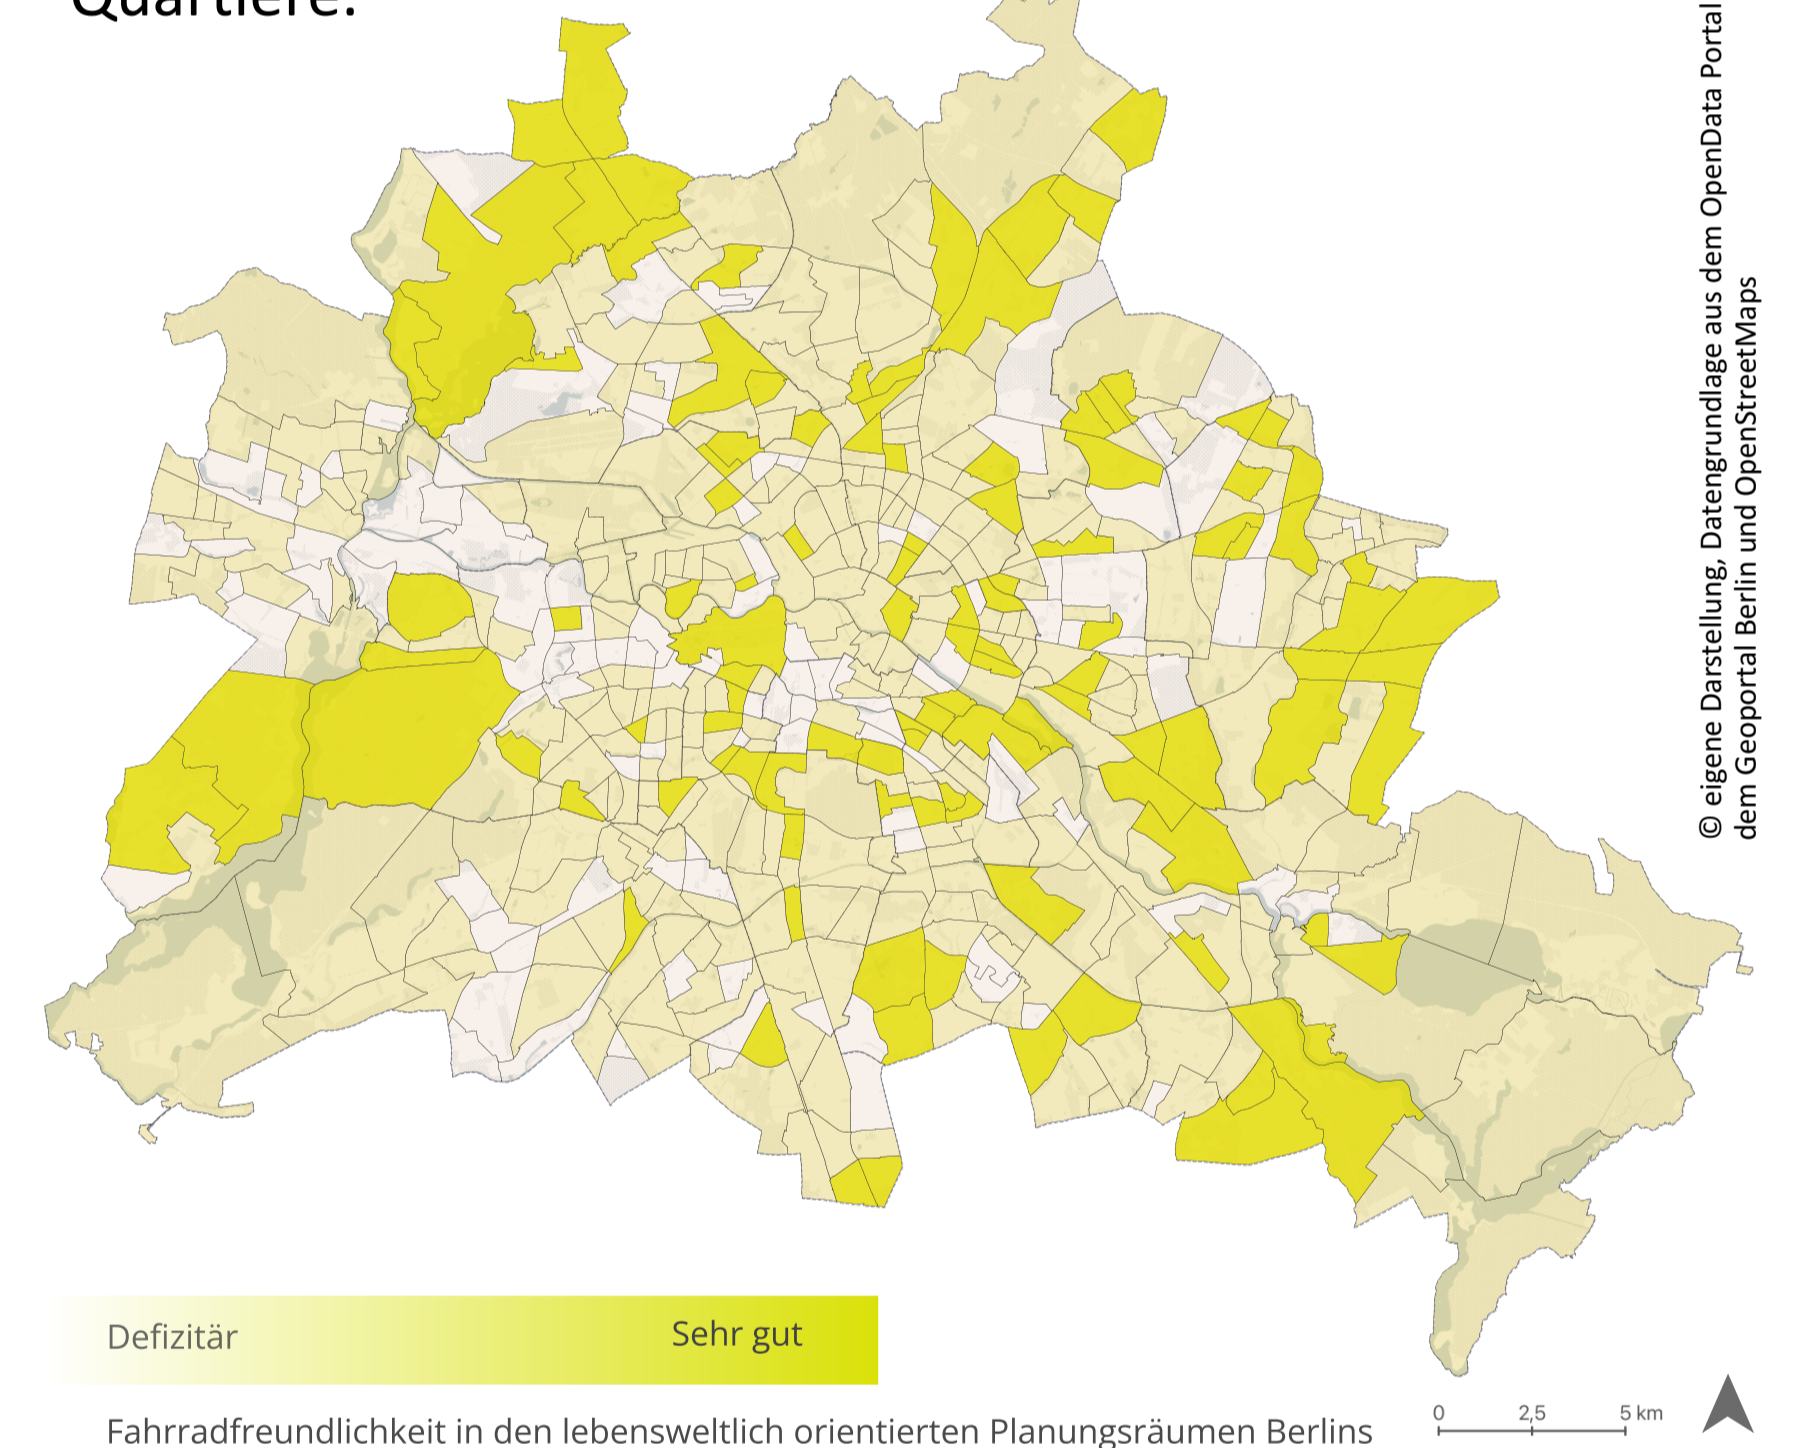 Quartiere:
© eigene Darstellung, Datengrundlage aus dem OpenData Portal
dem Geoportal Berlin und OpenStreetMaps
Defizitär
Sehr gut
Fahrradfreundlichkeit in den lebensweltlich orientierten Planungsräumen Berlins
0 2,5 5 km